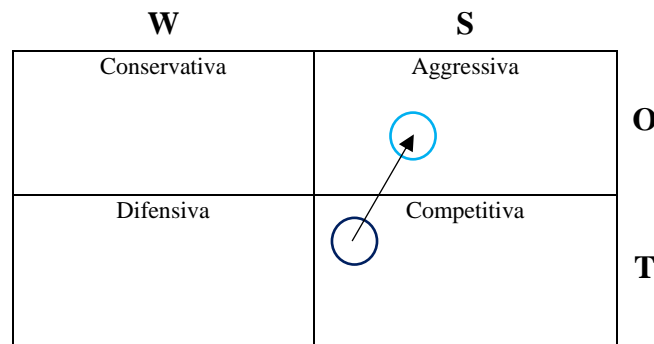 W S
Conservativa Aggressiva
O
Difensiva Competitiva
T